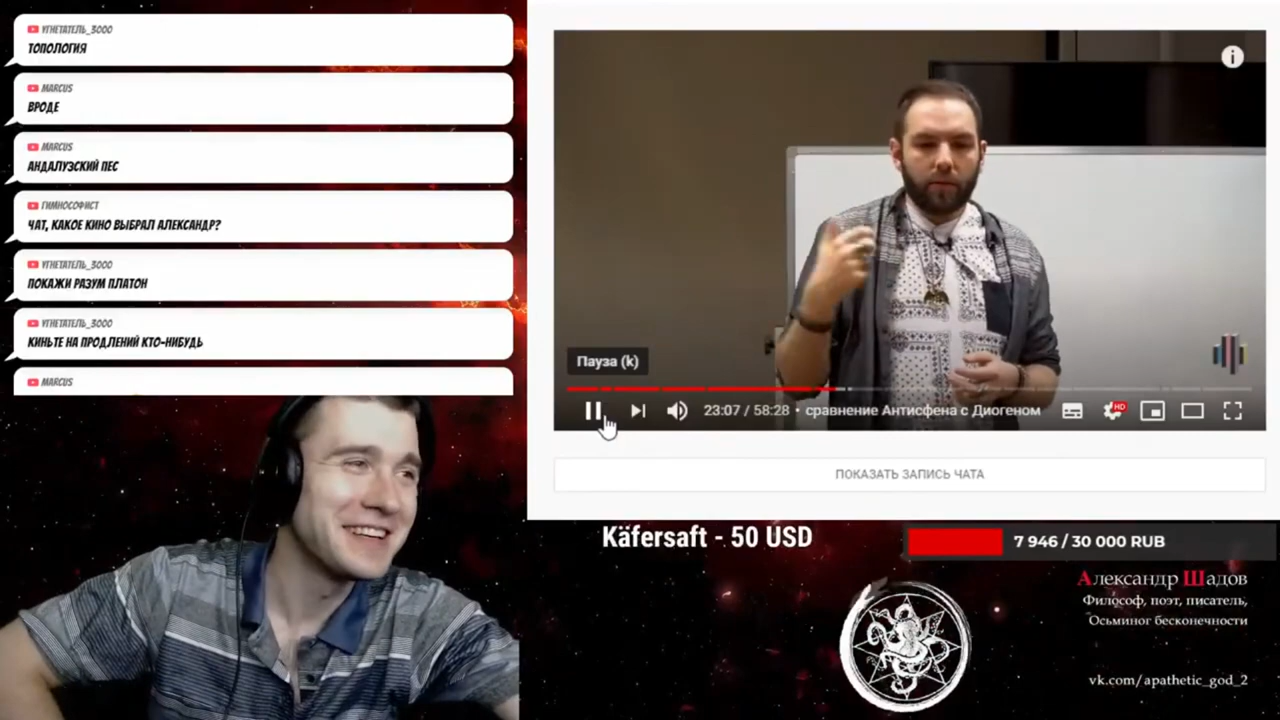 УГНЕТАТЕЛЬ_3000
ТОПОЛОГИЯ
MARCUS
ВРОДЕ
MARCUS
АНДАЛУЗСКИЙ ПЕС
ГИМНОСОФИСТ
ЧАТ, КАКОЕ КИНО ВЫБРАЛ АЛЕКСАНДР?
УГНЕТАТЕЛЬ_3000
ПОКАЖИ РАЗУМ ПЛАТОН
УГНЕТАТЕЛЬ_3000
КИНЬТЕ НА ПРОДЛЕНИЙ КТО-НИБУДЬ
MARCUS
Пауза (k)
23:07 / 58:28 • сравнение Антисфена с Диогеном
HD
ПОКАЗАТЬ ЗАПИСЬ ЧАТА
Käfersaft - 50 USD
7 946 / 30 000 RUB
Александр Шадов
Философ, поэт, писатель,
Осьминог бесконечности
vk.com/apathetic_god_2